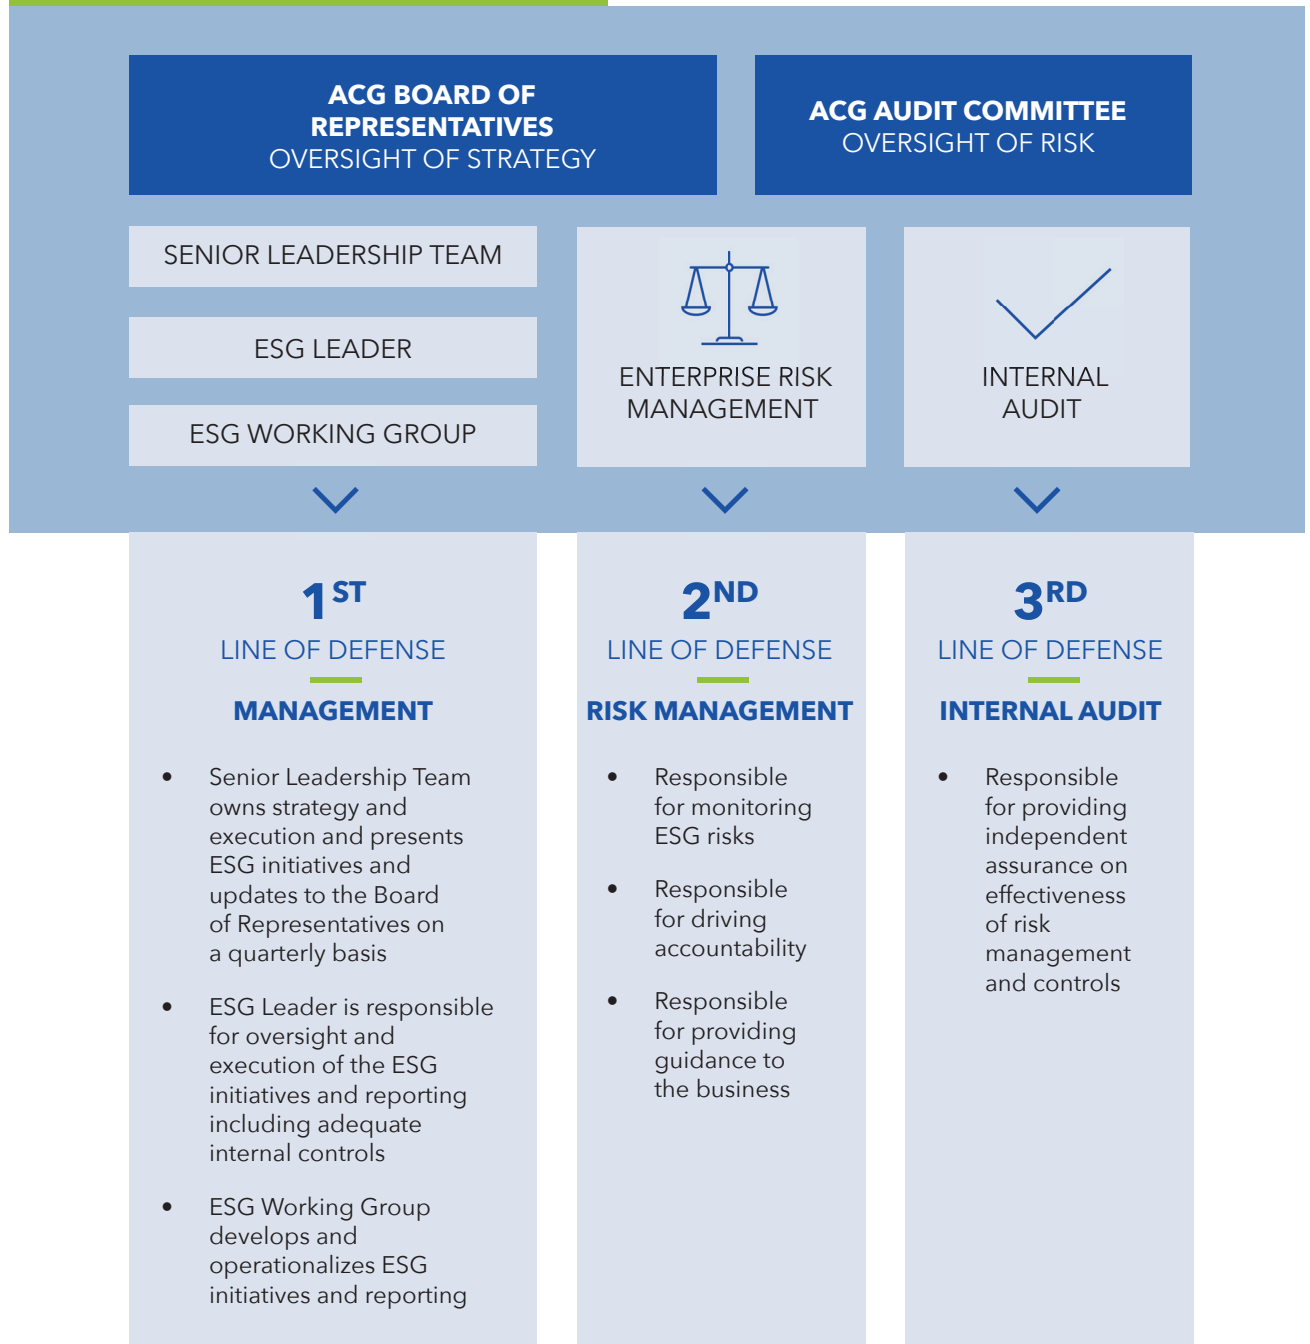 ACG BOARD OF
REPRESENTATIVES
OVERSIGHT OF STRATEGY
ACG AUDIT COMMITTEE
OVERSIGHT OF RISK
SENIOR LEADERSHIP TEAM
ESG LEADER
ESG WORKING GROUP
ENTERPRISE RISK
MANAGEMENT
INTERNAL
AUDIT
1ST
LINE OF DEFENSE
MANAGEMENT
• Senior Leadership Team
owns strategy and
execution and presents
ESG initiatives and
updates to the Board
of Representatives on
a quarterly basis
• ESG Leader is responsible
for oversight and
execution of the ESG
initiatives and reporting
including adequate
internal controls
• ESG Working Group
develops and
operationalizes ESG
initiatives and reporting
2ND
LINE OF DEFENSE
RISK MANAGEMENT
• Responsible
for monitoring
ESG risks
• Responsible
for driving
accountability
• Responsible
for providing
guidance to
the business
3RD
LINE OF DEFENSE
INTERNAL AUDIT
• Responsible
for providing
independent
assurance on
effectiveness
of risk
management
and controls